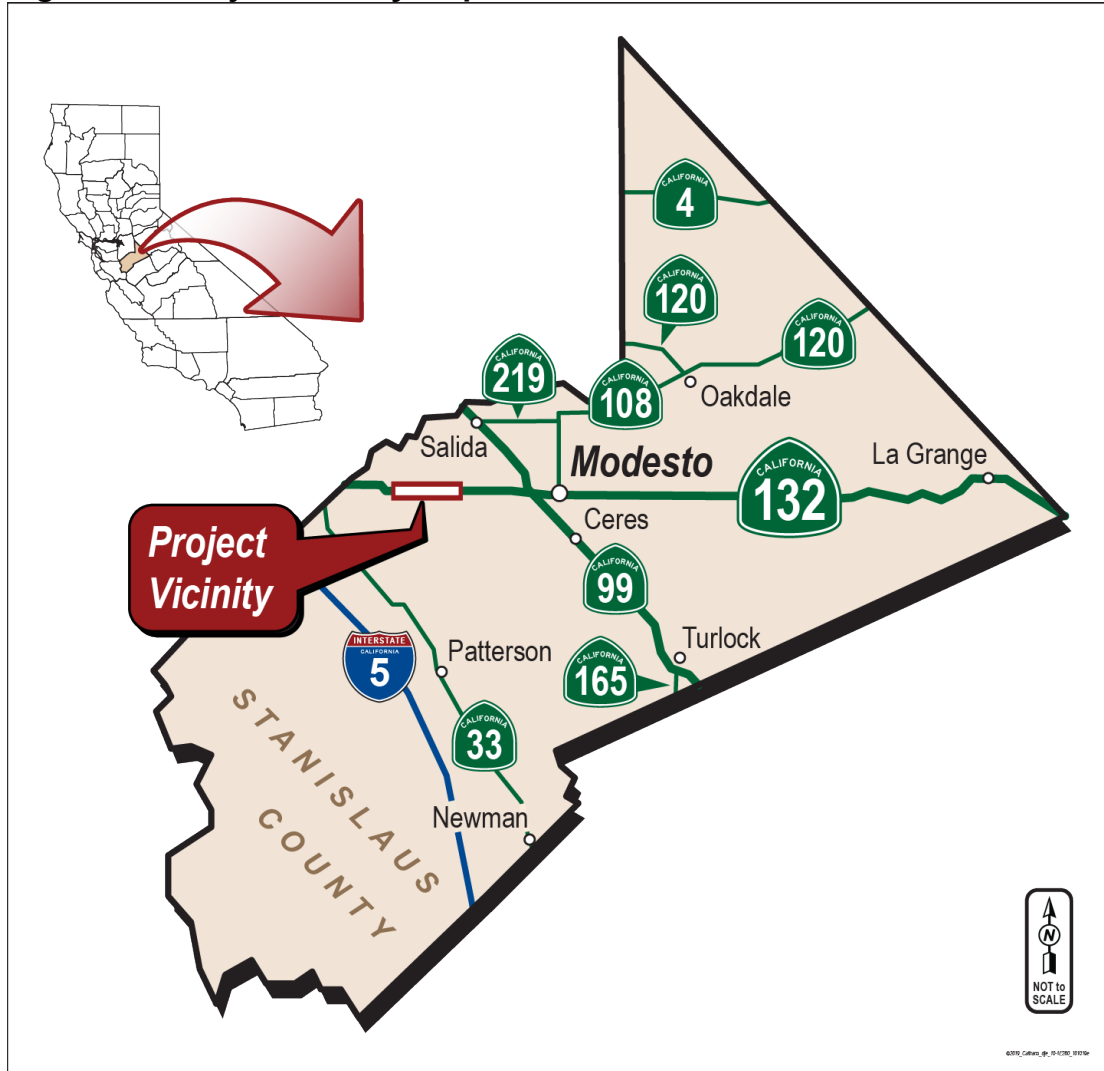 CALIFORNIA
4
CALIFORNIA
120
CALIFORNIA
120
CALIFORNIA
219
CALIFORNIA
108
Oakdale
Salida
Modesto
La Grange
CALIFORNIA
132
Ceres
Project
Vicinity
CALIFORNIA
99
INTERSTATE
CALIFORNIA
5
Patterson
Turlock
CALIFORNIA
165
CALIFORNIA
33
Newman
STANISLAUS
COUNTY
N
NOT to
SCALE